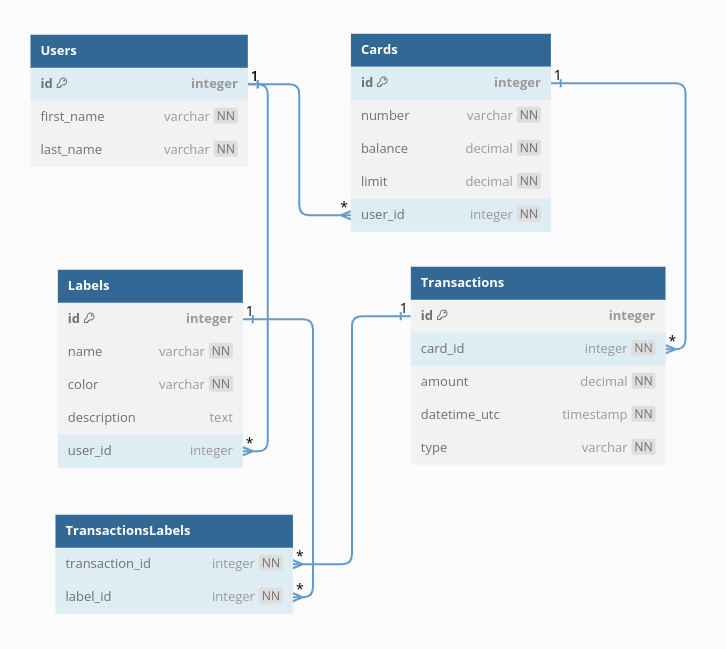 Users
id integer
first_name varchar NN
last_name varchar NN
1
*
Cards
id integer
number varchar NN
balance decimal NN
limit decimal NN
user_id integer NN
1
Labels
id integer
name varchar NN
color varchar NN
description text
user_id integer
1
*
Transactions
id integer
card_id integer NN
amount decimal NN
datetime_utc timestamp NN
type varchar NN
1
*
TransactionsLabels
transaction_id integer NN
label_id integer NN
*
*